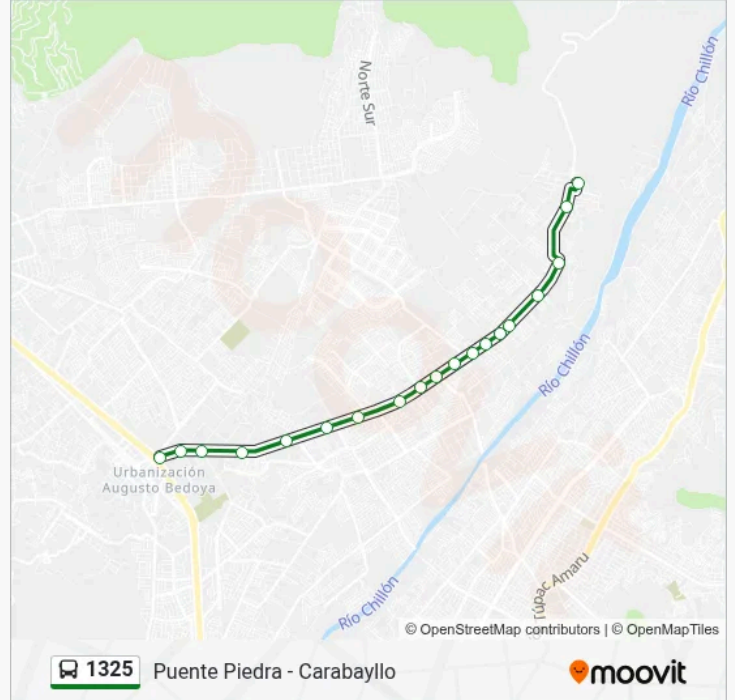 Norte Sur
Río Chillón
Río Chillón
Urbanización
Augusto Bedoya
Río Chillón
Túpac Amaru
© OpenStreetMap contributors | © OpenMapTiles
1325 Puente Piedra - Carabayllo
moovit